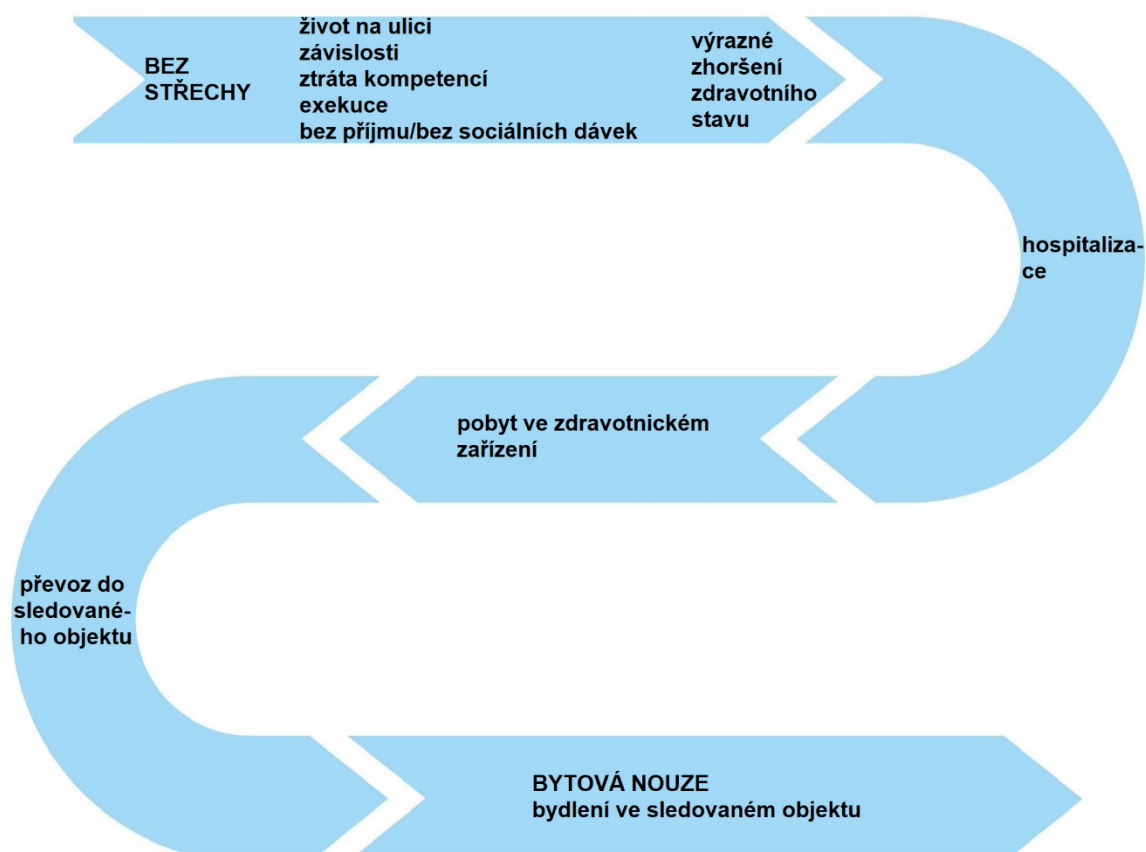 BEZ
STŘECHY
život na ulici
závislosti
ztráta kompetencí
exekuce
bez příjmu/bez sociálních dávek
výrazné
zhoršení
zdravotního
stavu
hospitaliza-
ce
pobyt ve zdravotnickém
zařízení
převoz do
sledované-
ho objektu
BYTOVÁ NOUZE
bydlení ve sledovaném objektu